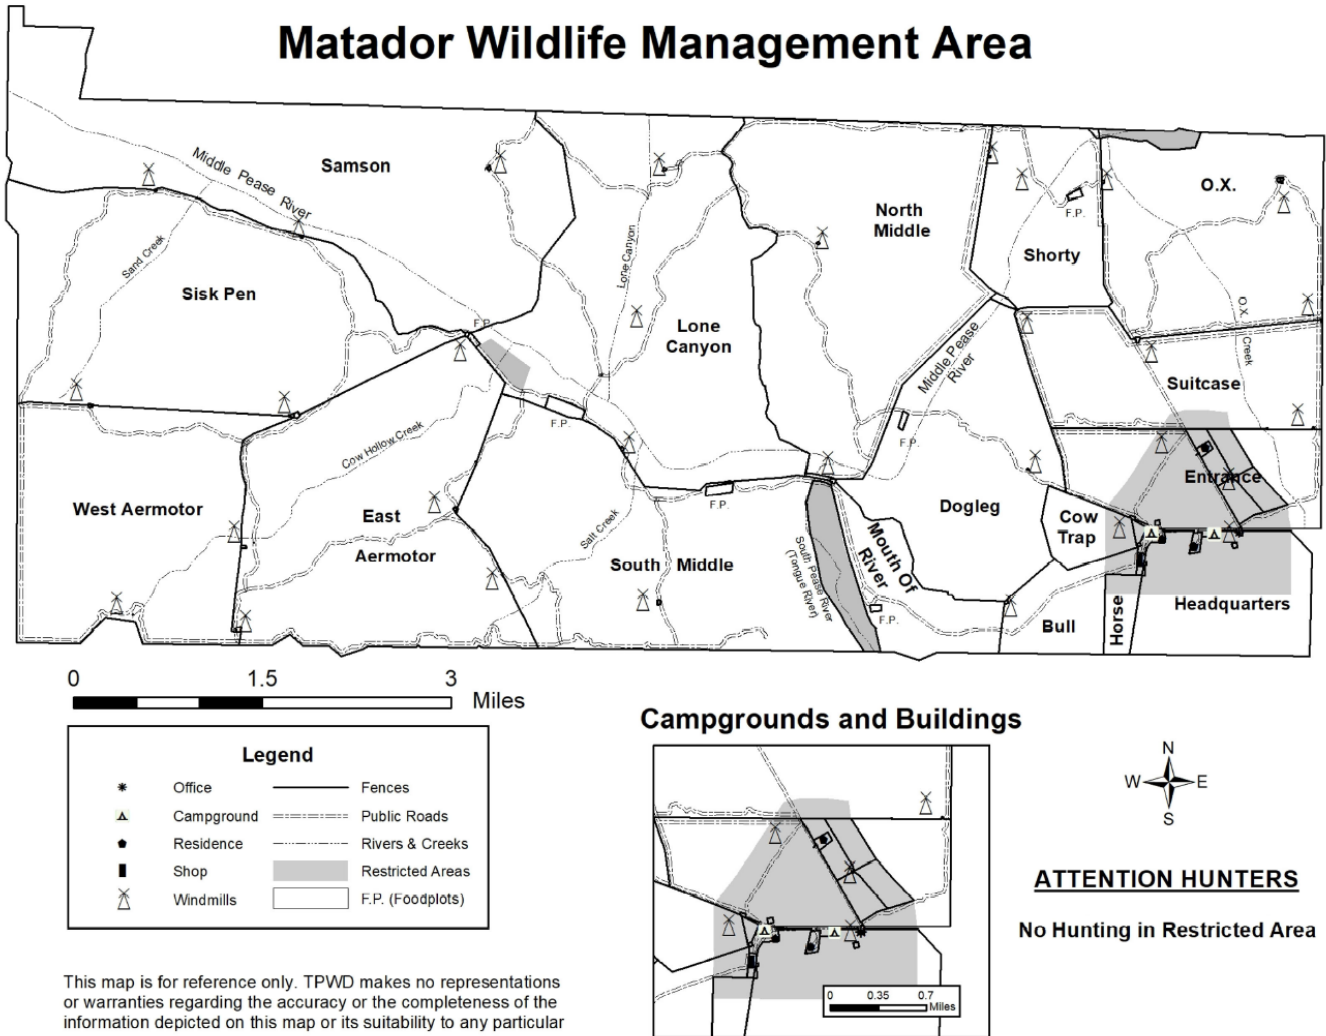 Matador Wildlife Management Area
Samson
Middle Pease River
North
Middle
O.X.
F.P.
Shorty
Sand Creek
Lone Canyon
Sisk Pen
O.X. Creek
F.P.
Lone
Canyon
Middle Pease
River
Suitcase
F.P.
F.P.
Cow Hollow Creek
Entrance
West Aermotor
East
Aermotor
F.P.
Salt Creek
Dogleg
Cow
Trap
South Middle
South Pease River
(Tongue River)
Mouth Of
River
F.P.
Bull
Horse
Headquarters
0 1.5 3
Miles
Campgrounds and Buildings
Legend
Office
Campground
Residence
Shop
Windmills
Fences
Public Roads
Rivers & Creeks
Restricted Areas
F.P. (Foodplots)
N
W E
S
ATTENTION HUNTERS
No Hunting in Restricted Area
0 0.35 0.7
Miles
This map is for reference only. TPWD makes no representations
or warranties regarding the accuracy or the completeness of the
information depicted on this map or its suitability to any particular